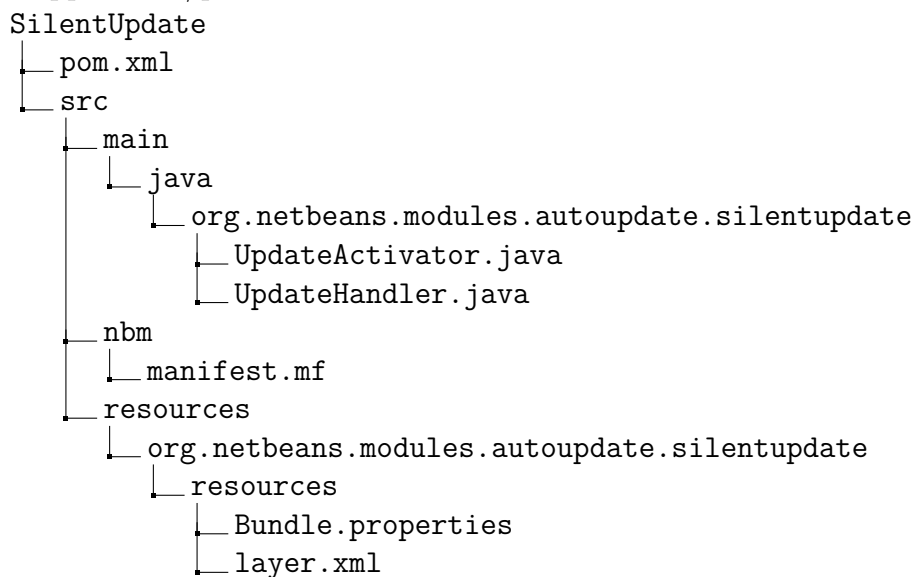 SilentUpdate
pom.xml
src
main
java
org.netbeans.modules.autoupdate.silentupdate
UpdateActivator.java
UpdateHandler.java
nbm
manifest.mf
resources
org.netbeans.modules.autoupdate.silentupdate
resources
Bundle.properties
layer.xml